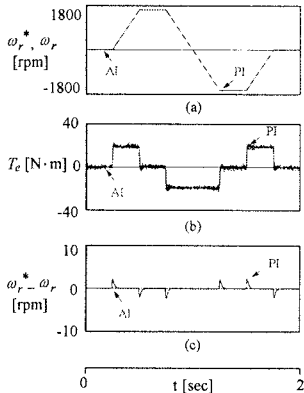 1800
ω_r^*, ω_r
[rpm]
AI
PI
-1800
(a)
40
T_e [N·m]
0
AI
PI
-40
(b)
10
ω_r^* – ω_r
0
[rpm]
AI
PI
-10
(c)
0
t [sec]
2